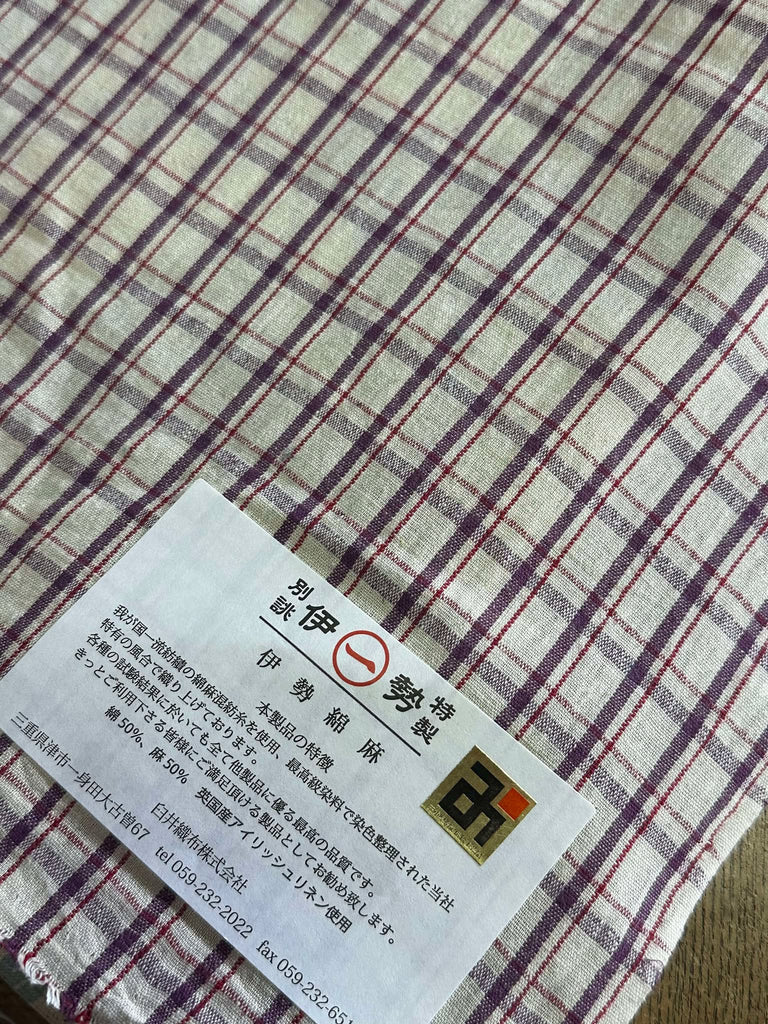 別誂 伊㊀勢 特製
伊勢綿麻
本製品の特徴
我が国一流紡績の綿麻混紡糸を使用、最高級染料で染色整理された当社
特有の風合で織り上げております。
各種の試験結果に於いても全て他製品に優る最高の品質です。
きっとご利用下さる皆様にご満足頂ける製品としてお勧め致します。
綿50%、麻50% 英国産アイリッシュリネン使用
臼井織布株式会社
三重県津市一身田大古曽67 tel 059-232-2022 fax 059-232-651